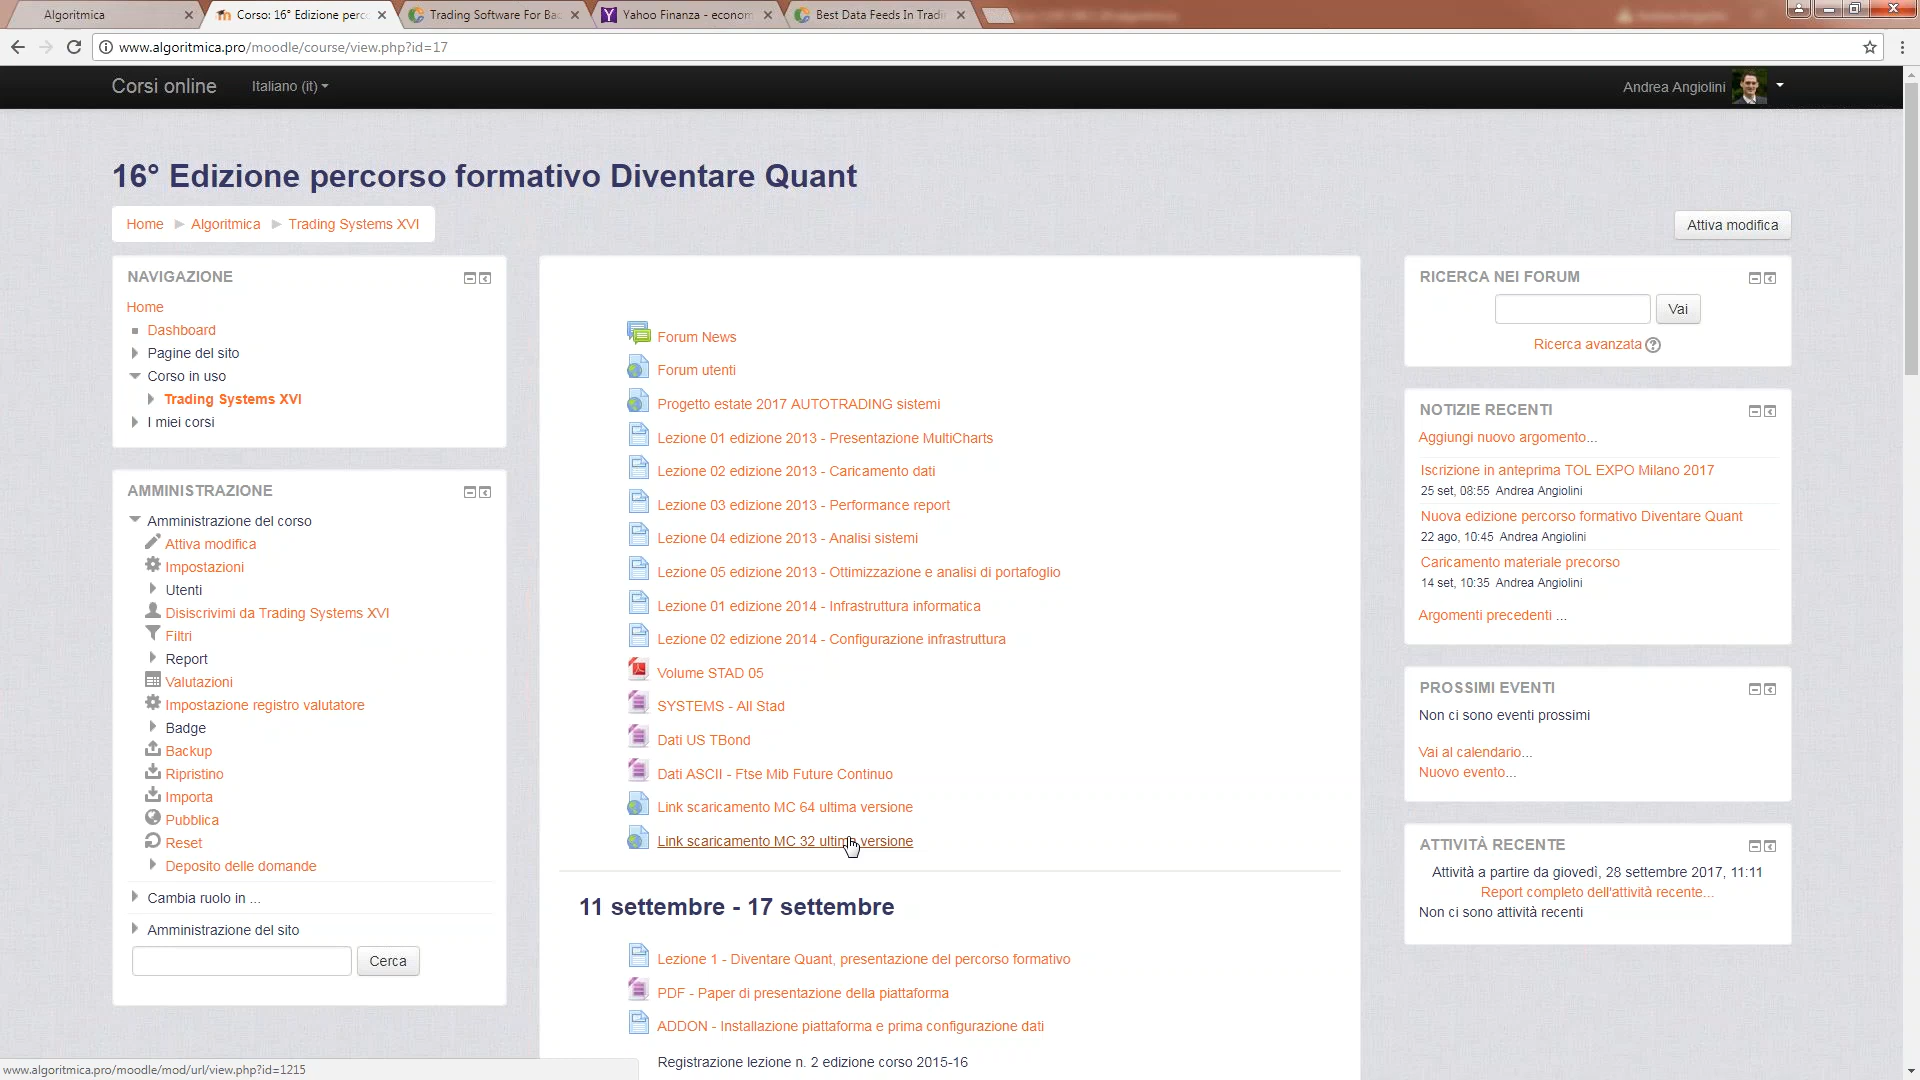 Algoritmica
Corso: 16° Edizione perc
Trading Software For Ba
Yahoo Finanza - econom
Best Data Feeds In Tradi
www.algoritmica.pro/moodle/course/view.php?id=17
Corsi online
Italiano (it)
Andrea Angiolini
16° Edizione percorso formativo Diventare Quant
Home
Algoritmica
Trading Systems XVI
Attiva modifica
NAVIGAZIONE
Home
Dashboard
Pagine del sito
Corso in uso
Trading Systems XVI
I miei corsi
AMMINISTRAZIONE
Amministrazione del corso
Attiva modifica
Impostazioni
Utenti
Disiscrivimi da Trading Systems XVI
Filtri
Report
Valutazioni
Impostazione registro valutatore
Badge
Backup
Ripristino
Importa
Pubblica
Reset
Deposito delle domande
Cambia ruolo in ...
Amministrazione del sito
Cerca
Forum News
Forum utenti
Progetto estate 2017 AUTOTRADING sistemi
Lezione 01 edizione 2013 - Presentazione MultiCharts
Lezione 02 edizione 2013 - Caricamento dati
Lezione 03 edizione 2013 - Performance report
Lezione 04 edizione 2013 - Analisi sistemi
Lezione 05 edizione 2013 - Ottimizzazione e analisi di portafoglio
Lezione 01 edizione 2014 - Infrastruttura informatica
Lezione 02 edizione 2014 - Configurazione infrastruttura
Volume STAD 05
SYSTEMS - All Stad
Dati US TBond
Dati ASCII - Ftse Mib Future Continuo
Link scaricamento MC 64 ultima versione
Link scaricamento MC 32 ultima versione
11 settembre - 17 settembre
Lezione 1 - Diventare Quant, presentazione del percorso formativo
PDF - Paper di presentazione della piattaforma
ADDON - Installazione piattaforma e prima configurazione dati
Registrazione lezione n. 2 edizione corso 2015-16
RICERCA NEI FORUM
Vai
Ricerca avanzata
NOTIZIE RECENTI
Aggiungi nuovo argomento...
Iscrizione in anteprima TOL EXPO Milano 2017
25 set, 08:55 Andrea Angiolini
Nuova edizione percorso formativo Diventare Quant
22 ago, 10:45 Andrea Angiolini
Caricamento materiale precorso
14 set, 10:35 Andrea Angiolini
Argomenti precedenti ...
PROSSIMI EVENTI
Non ci sono eventi prossimi
Vai al calendario...
Nuovo evento...
ATTIVITÀ RECENTE
Attività a partire da giovedì, 28 settembre 2017, 11:11
Report completo dell'attività recente...
Non ci sono attività recenti
www.algoritmica.pro/moodle/mod/url/view.php?id=1215